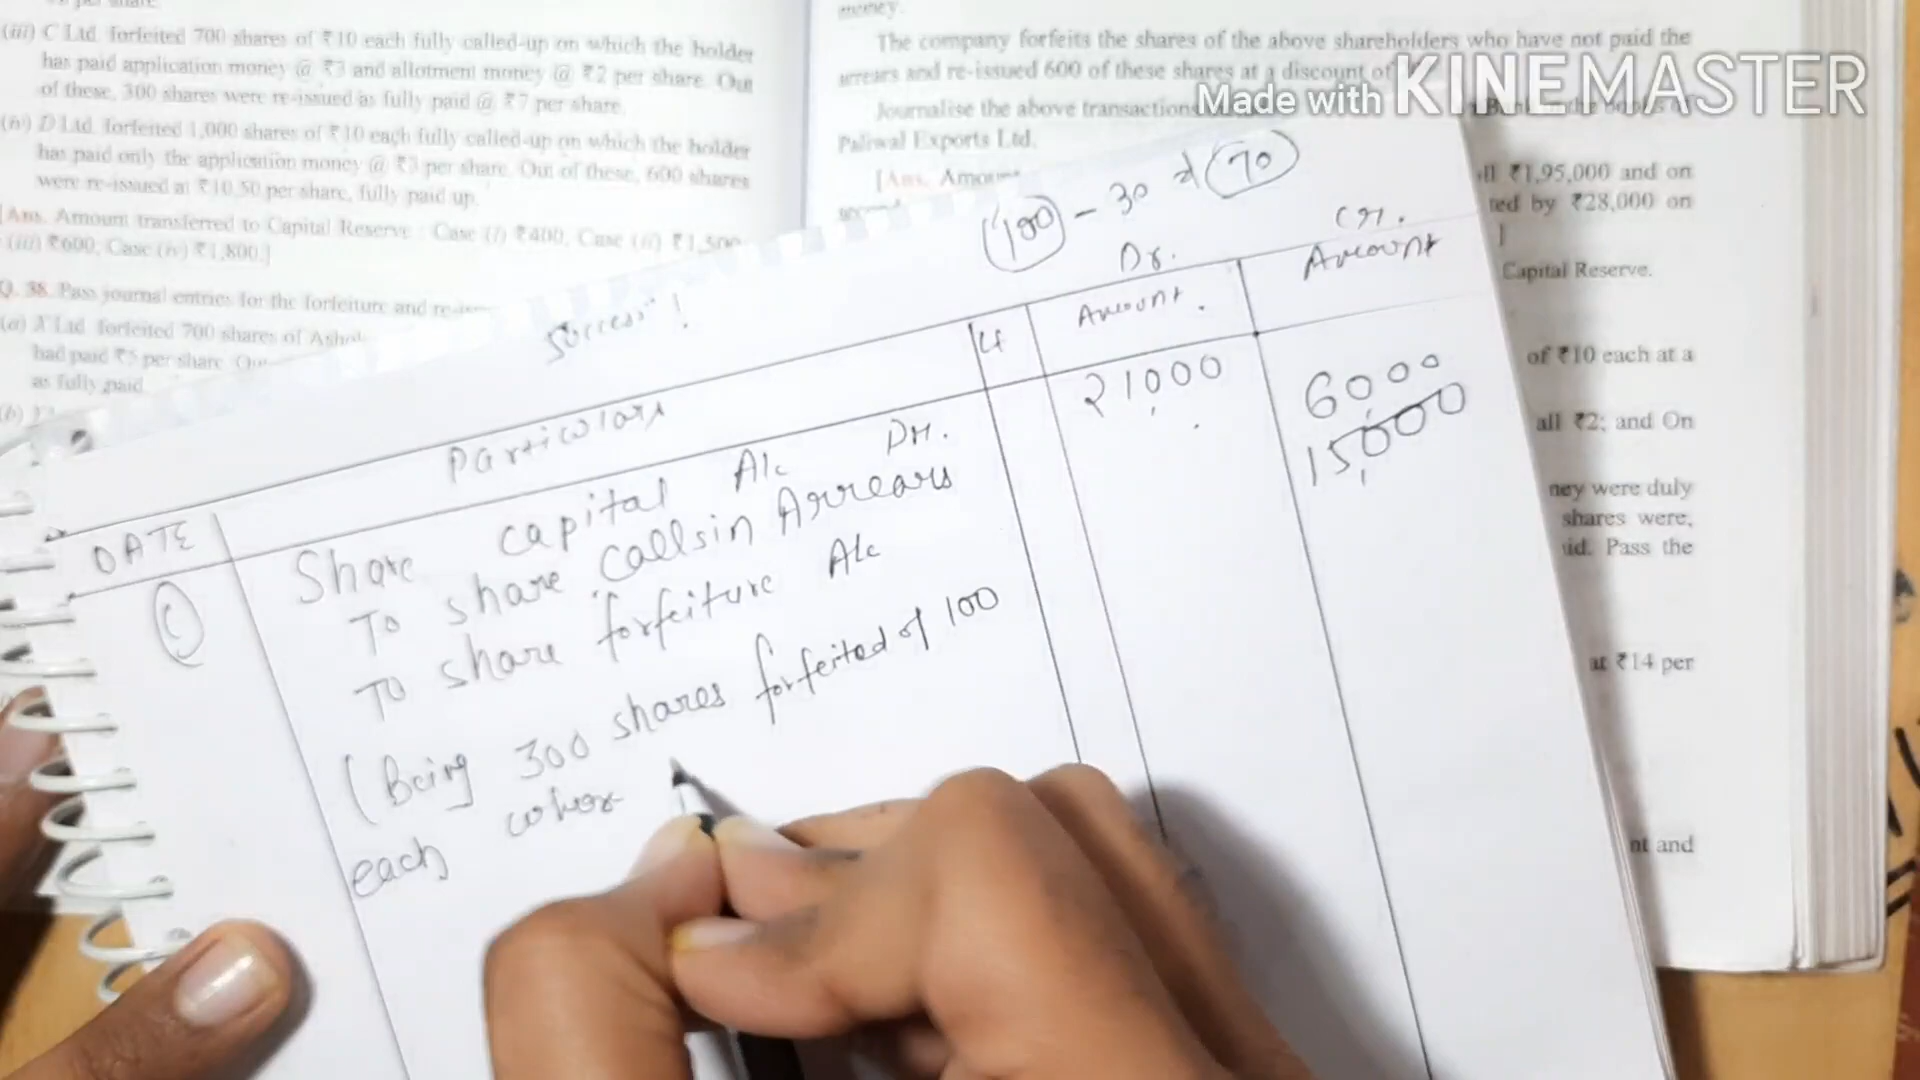 (iii) C Ltd. forfeited 700 shares of ₹10 each fully called-up on which the holder
has paid application money @ ₹3 and allotment money @ ₹2 per share. Out
of these, 300 shares were re-issued as fully paid @ ₹7 per share.
(iv) D Ltd. forfeited 1,000 shares of ₹10 each fully called-up on which the holder
has paid only the application money @ ₹3 per share. Out of these, 600 shares
were re-issued at ₹10.50 per share, fully paid up.
[Ans. Amount transferred to Capital Reserve : Case (i) ₹400, Case (ii) ₹1,500
(iii) ₹600, Case (iv) ₹1,800.]
Q. 38. Pass journal entries for the forfeiture and
(a) X Ltd. forfeited 700 shares of
had paid ₹5 per share
as fully paid
money.
The company forfeits the shares of the above shareholders who have not paid the
arrears and re-issued 600 of these shares at a discount of
Journalise the above transactions
Paliwal Exports Ltd.
[Ans.
Made with KINEMASTER
₹1,95,000 and on
ted by ₹28,000 on
Capital Reserve.
of ₹10 each at a
all ₹2; and On
ney were duly
shares were,
Pass the
at ₹14 per
nt and
100 - 30 70
Success !
DATE Particulars LF Dr. Amount Cr. Amount
(c) Share capital A/c Dr. 21000
To share callsin Arrears 6000
To share forfeiture A/c 15,000
(Being 300 shares forfeited of 100
each